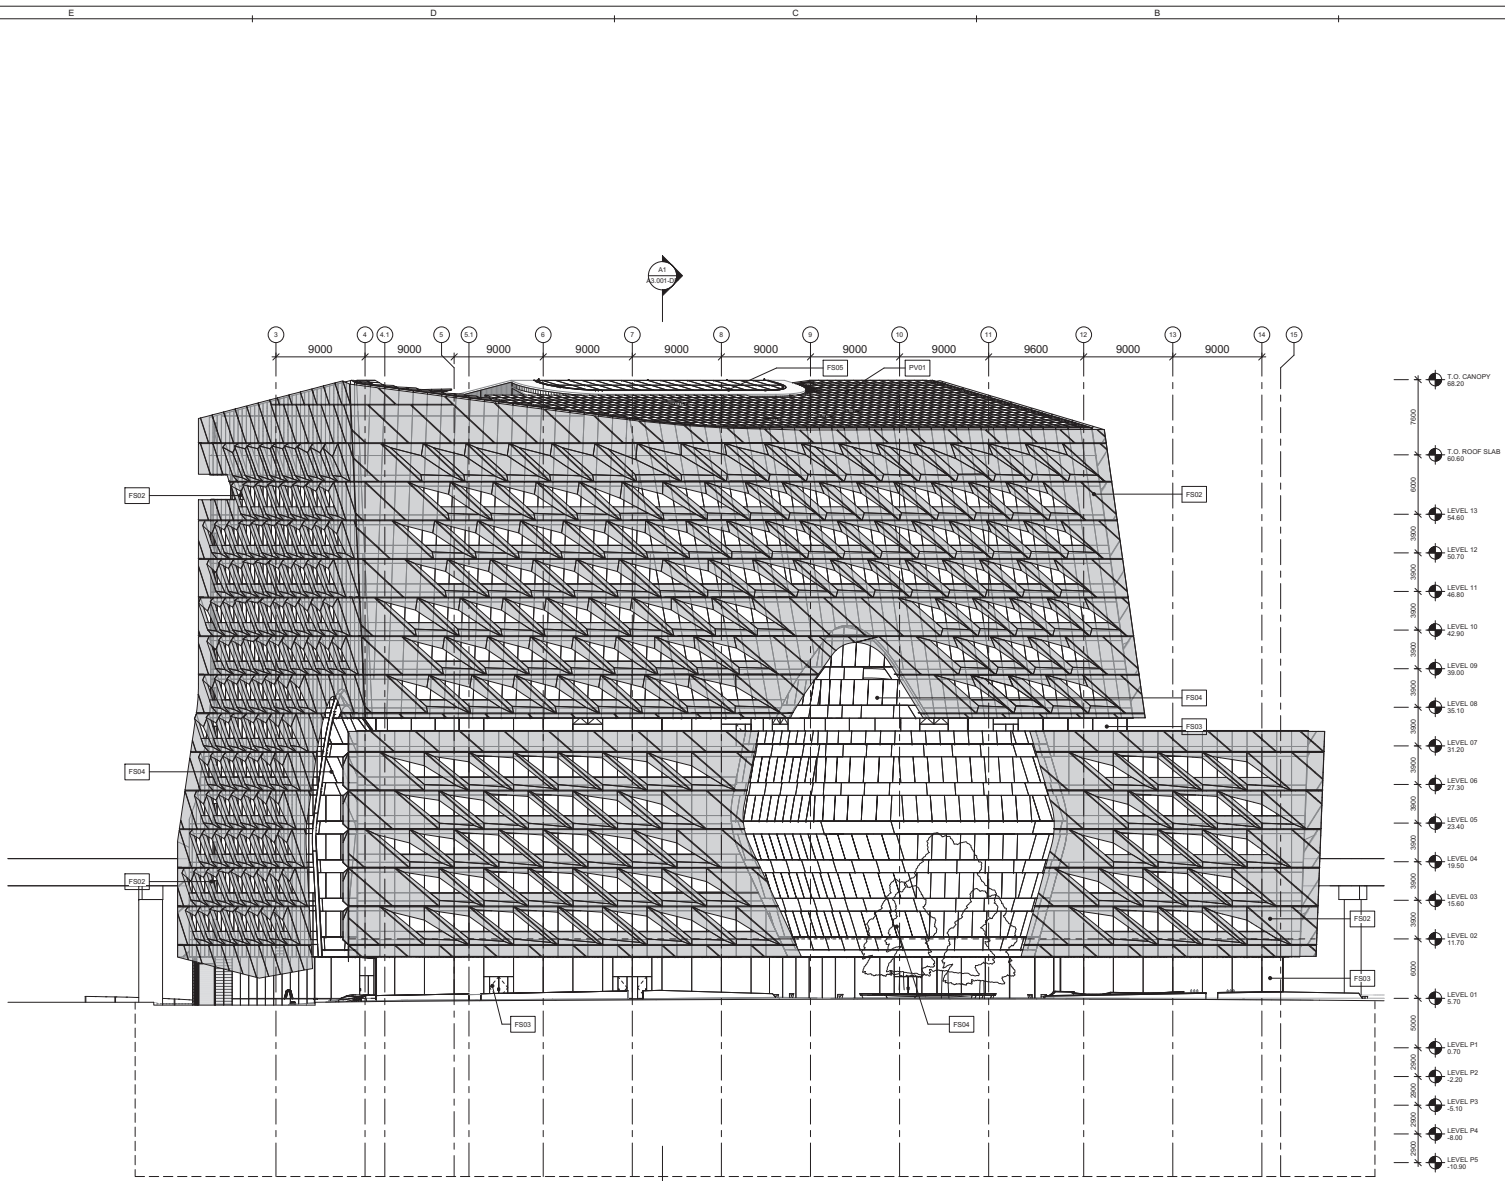 E D C B
A1
A3.001-D
3 4 4.1 5 5.1 6 7 8 9 10 11 12 13 14 15
9000 9000 9000 9000 9000 9000 9000 9000 9600 9000 9000
FS05 PV01
T.O. CANOPY
68.20
7600
T.O. ROOF SLAB
60.60
FS02 FS02
6000
LEVEL 13
54.60
3900
LEVEL 12
50.70
3900
LEVEL 11
46.80
3900
LEVEL 10
42.90
3900
LEVEL 09
39.00
3900
FS04
LEVEL 08
35.10
FS03
3900
LEVEL 07
31.20
3900
FS04
LEVEL 06
27.30
3900
LEVEL 05
23.40
3900
LEVEL 04
19.50
FS02
3900
LEVEL 03
15.60
FS02
3900
LEVEL 02
11.70
FS03
6000
LEVEL 01
5.70
FS03 FS04
5000
LEVEL P1
0.70
2900
LEVEL P2
-2.20
2900
LEVEL P3
-5.10
2900
LEVEL P4
-8.00
2900
LEVEL P5
-10.90